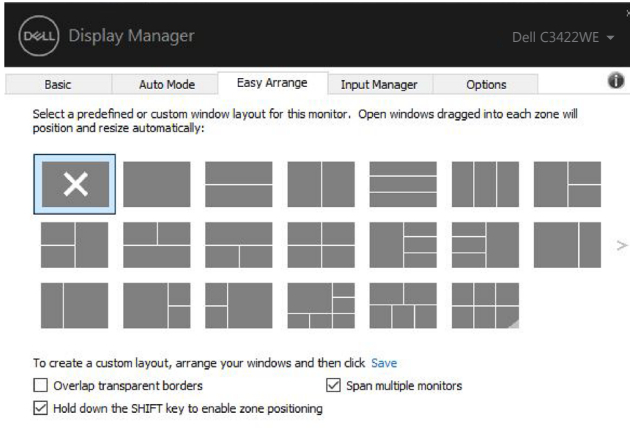 DELL Display Manager
Dell C3422WE
Basic
Auto Mode
Easy Arrange
Input Manager
Options
Select a predefined or custom window layout for this monitor. Open windows dragged into each zone will
position and resize automatically:
To create a custom layout, arrange your windows and then click Save
Overlap transparent borders
Span multiple monitors
Hold down the SHIFT key to enable zone positioning